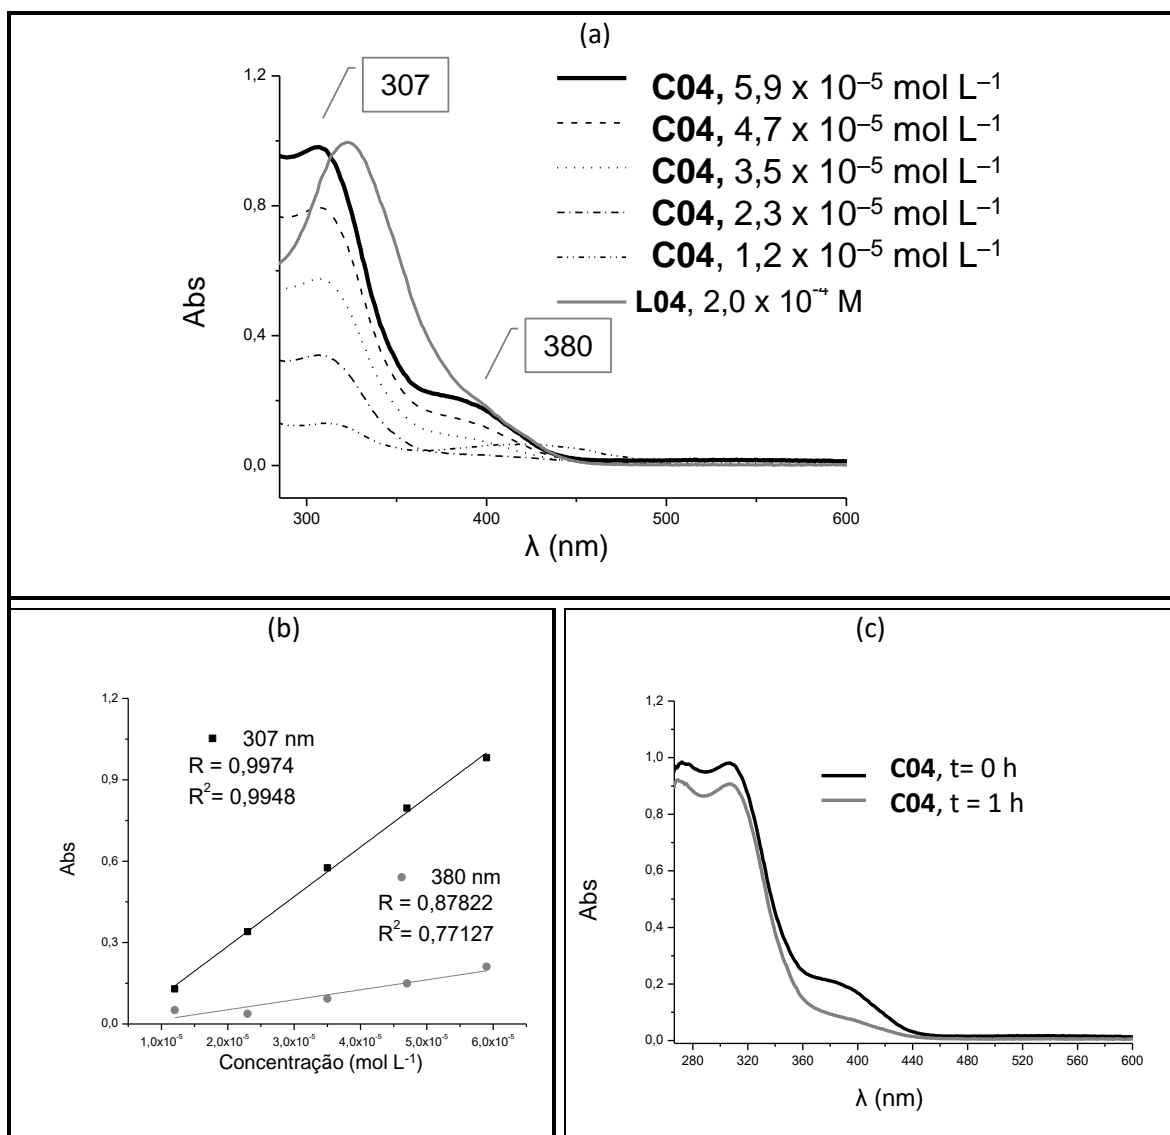 (a)
307
1,2
0,8
0,4
0,0
Abs
300
400
500
600
λ (nm)
380
C04, 5,9 x 10⁻⁵ mol L⁻¹
C04, 4,7 x 10⁻⁵ mol L⁻¹
C04, 3,5 x 10⁻⁵ mol L⁻¹
C04, 2,3 x 10⁻⁵ mol L⁻¹
C04, 1,2 x 10⁻⁵ mol L⁻¹
L04, 2,0 x 10⁻⁴ M
(b)
1,2
0,9
0,6
0,3
0,0
Abs
307 nm
R = 0,9974
R²= 0,9948
380 nm
R = 0,87822
R²= 0,77127
1,0x10⁻⁵
2,0x10⁻⁵
3,0x10⁻⁵
4,0x10⁻⁵
5,0x10⁻⁵
6,0x10⁻⁵
Concentração (mol L⁻¹)
(c)
1,2
1,0
0,8
0,6
0,4
0,2
0,0
Abs
C04, t= 0 h
C04, t = 1 h
280
320
360
400
440
480
520
560
600
λ (nm)